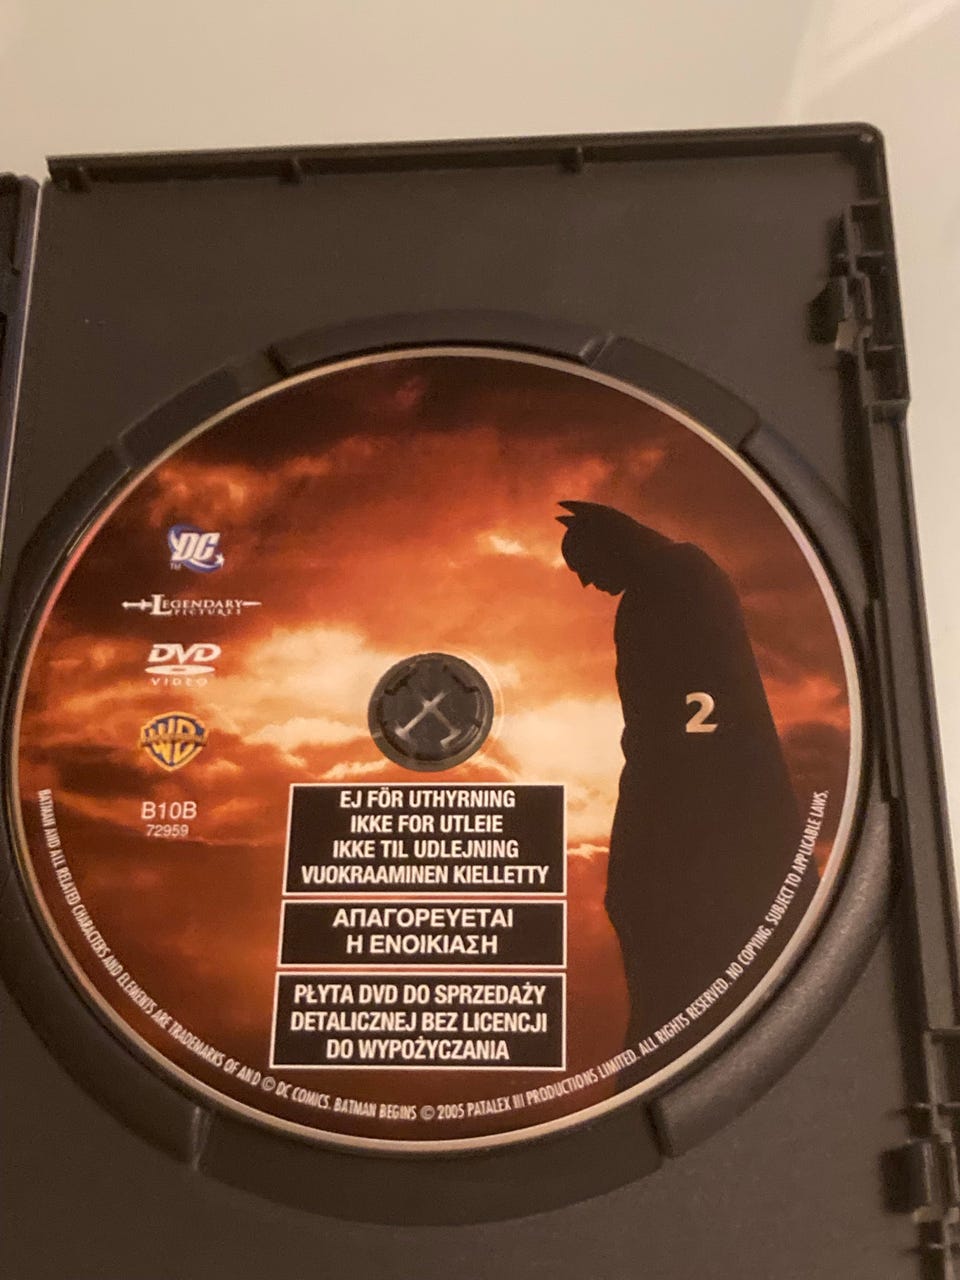 DC
TM
LEGENDARY
PICTURES
DVD
VIDEO
WB
B10B
72959
2
EJ FÖR UTHYRNING
IKKE FOR UTLEIE
IKKE TIL UDLEJNING
VUOKRAAMINEN KIELLETTY
ΑΠΑΓΟΡΕΥΕΤΑΙ
Η ΕΝΟΙΚΙΑΣΗ
PŁYTA DVD DO SPRZEDAŻY
DETALICZNEJ BEZ LICENCJI
DO WYPOŻYCZANIA
BATMAN AND ALL RELATED CHARACTERS AND ELEMENTS ARE TRADEMARKS OF AND © DC COMICS. BATMAN BEGINS © 2005 PATALEX III PRODUCTIONS LIMITED. ALL RIGHTS RESERVED. NO COPYING. SUBJECT TO APPLICABLE LAWS.